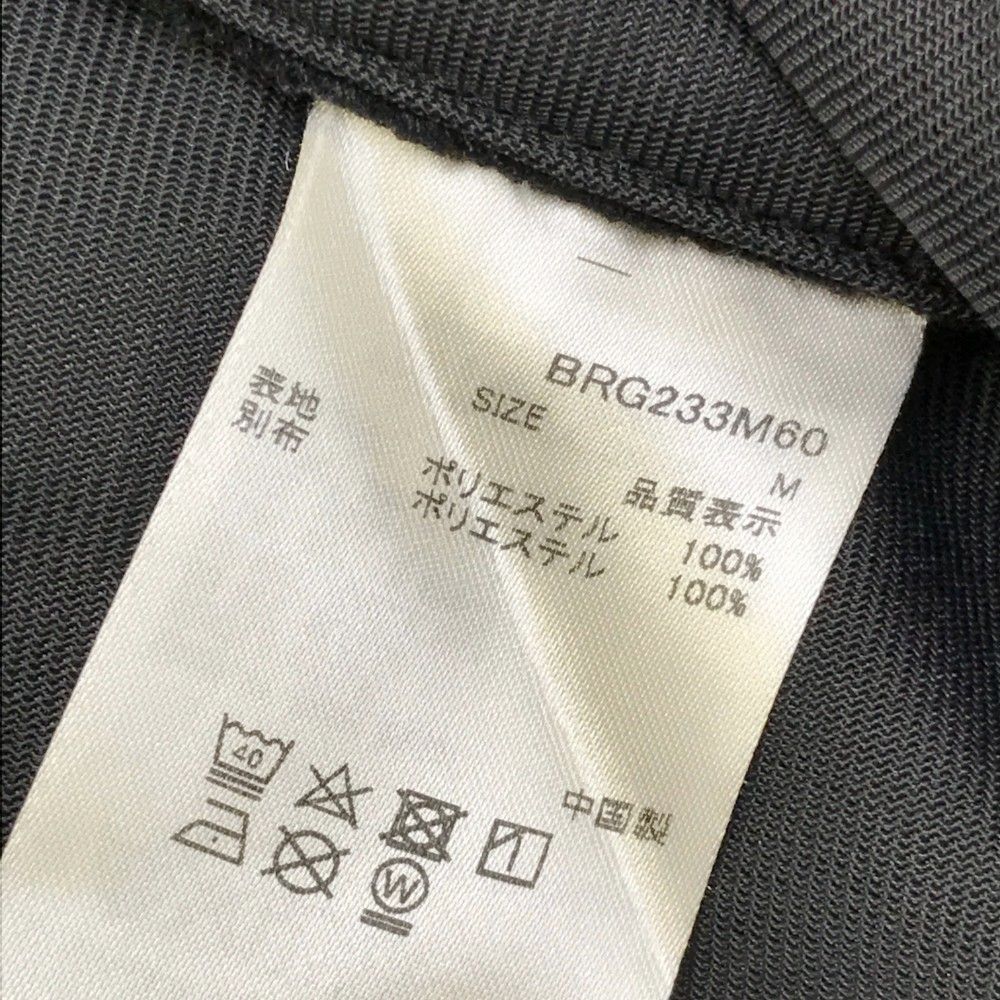 BRG233M60
SIZE M
品質表示
表地 ポリエステル 100%
別布 ポリエステル 100%
40
W
中国製